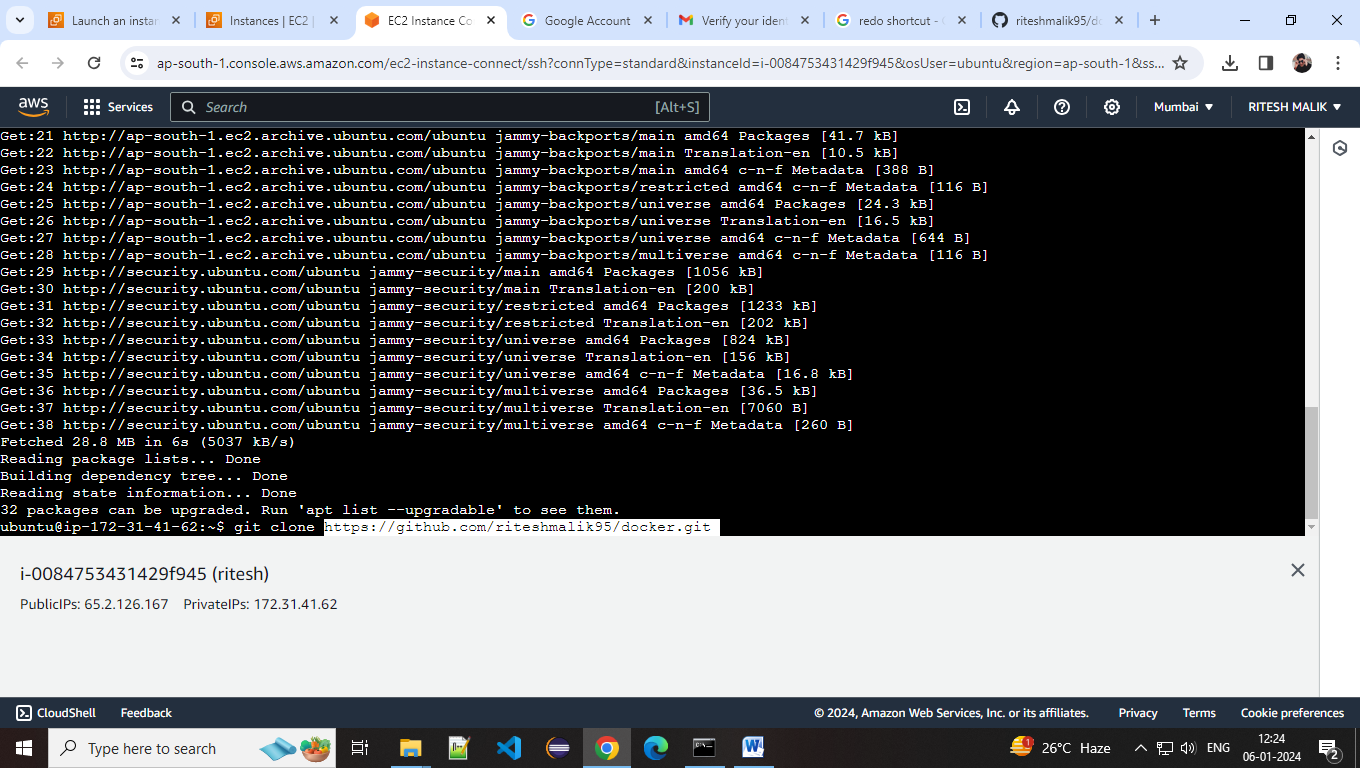 Launch an instan
Instances | EC2 |
EC2 Instance Co
Google Account
Verify your ident
redo shortcut - G
riteshmalik95/do
ap-south-1.console.aws.amazon.com/ec2-instance-connect/ssh?connType=standard&instanceId=i-0084753431429f945&osUser=ubuntu&region=ap-south-1&ss...
aws Services Search [Alt+S] Mumbai RITESH MALIK
Get:21 http://ap-south-1.ec2.archive.ubuntu.com/ubuntu jammy-backports/main amd64 Packages [41.7 kB]
Get:22 http://ap-south-1.ec2.archive.ubuntu.com/ubuntu jammy-backports/main Translation-en [10.5 kB]
Get:23 http://ap-south-1.ec2.archive.ubuntu.com/ubuntu jammy-backports/main amd64 c-n-f Metadata [388 B]
Get:24 http://ap-south-1.ec2.archive.ubuntu.com/ubuntu jammy-backports/restricted amd64 c-n-f Metadata [116 B]
Get:25 http://ap-south-1.ec2.archive.ubuntu.com/ubuntu jammy-backports/universe amd64 Packages [24.3 kB]
Get:26 http://ap-south-1.ec2.archive.ubuntu.com/ubuntu jammy-backports/universe Translation-en [16.5 kB]
Get:27 http://ap-south-1.ec2.archive.ubuntu.com/ubuntu jammy-backports/universe amd64 c-n-f Metadata [644 B]
Get:28 http://ap-south-1.ec2.archive.ubuntu.com/ubuntu jammy-backports/multiverse amd64 c-n-f Metadata [116 B]
Get:29 http://security.ubuntu.com/ubuntu jammy-security/main amd64 Packages [1056 kB]
Get:30 http://security.ubuntu.com/ubuntu jammy-security/main Translation-en [200 kB]
Get:31 http://security.ubuntu.com/ubuntu jammy-security/restricted amd64 Packages [1233 kB]
Get:32 http://security.ubuntu.com/ubuntu jammy-security/restricted Translation-en [202 kB]
Get:33 http://security.ubuntu.com/ubuntu jammy-security/universe amd64 Packages [824 kB]
Get:34 http://security.ubuntu.com/ubuntu jammy-security/universe Translation-en [156 kB]
Get:35 http://security.ubuntu.com/ubuntu jammy-security/universe amd64 c-n-f Metadata [16.8 kB]
Get:36 http://security.ubuntu.com/ubuntu jammy-security/multiverse amd64 Packages [36.5 kB]
Get:37 http://security.ubuntu.com/ubuntu jammy-security/multiverse Translation-en [7060 B]
Get:38 http://security.ubuntu.com/ubuntu jammy-security/multiverse amd64 c-n-f Metadata [260 B]
Fetched 28.8 MB in 6s (5037 kB/s)
Reading package lists... Done
Building dependency tree... Done
Reading state information... Done
32 packages can be upgraded. Run 'apt list --upgradable' to see them.
ubuntu@ip-172-31-41-62:~$ git clone https://github.com/riteshmalik95/docker.git
i-0084753431429f945 (ritesh)
PublicIPs: 65.2.126.167 PrivateIPs: 172.31.41.62
CloudShell Feedback © 2024, Amazon Web Services, Inc. or its affiliates. Privacy Terms Cookie preferences
Type here to search
1
26°C Haze
ENG
12:24
06-01-2024
2